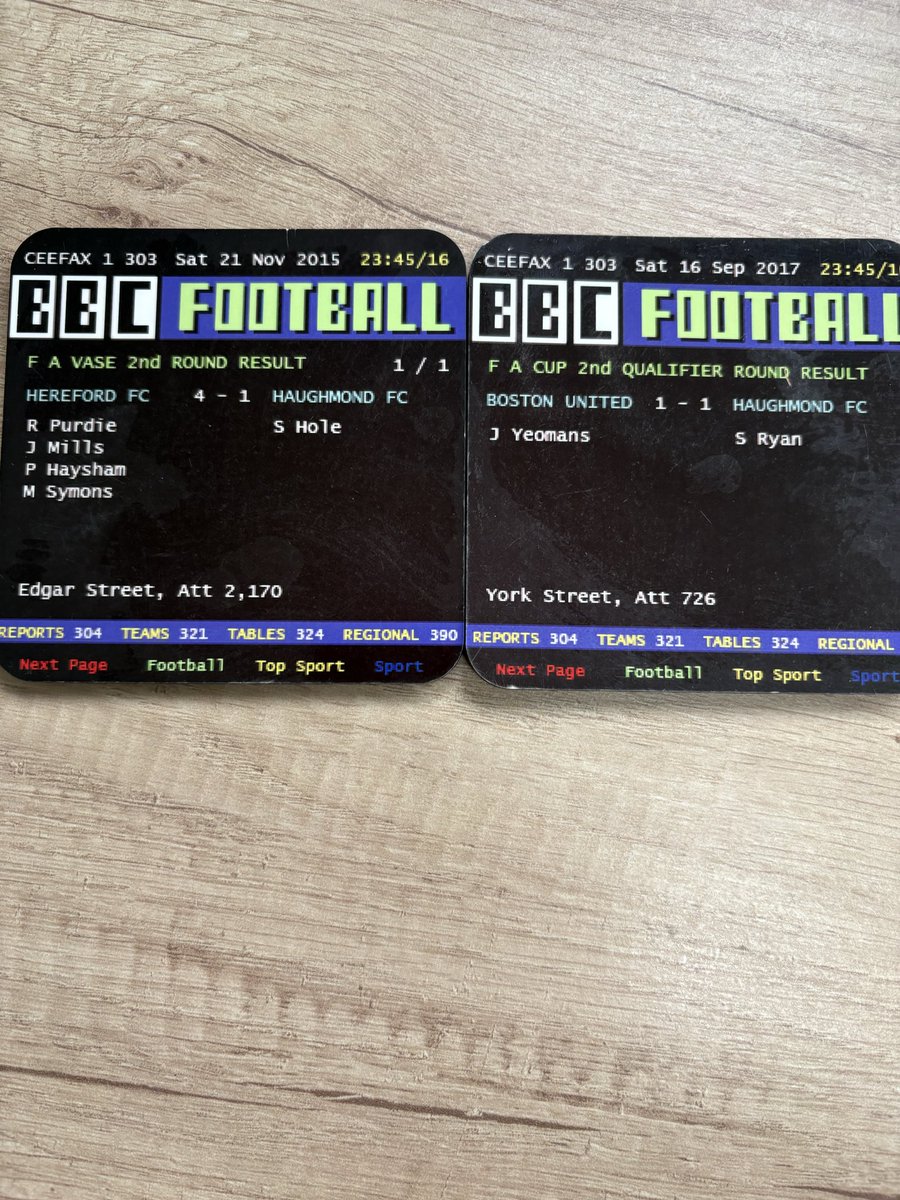 CEEFAX 1 303 Sat 21 Nov 2015 23:45/16
BBC FOOTBALL
F A VASE 2nd ROUND RESULT 1 / 1
HEREFORD FC 4 - 1 HAUGHMOND FC
R Purdie S Hole
J Mills
P Haysham
M Symons
Edgar Street, Att 2,170
REPORTS 304 TEAMS 321 TABLES 324 REGIONAL 390
Next Page Football Top Sport Sport
CEEFAX 1 303 Sat 16 Sep 2017 23:45/1
BBC FOOTBALL
F A CUP 2nd QUALIFIER ROUND RESULT
BOSTON UNITED 1 - 1 HAUGHMOND FC
J Yeomans S Ryan
York Street, Att 726
REPORTS 304 TEAMS 321 TABLES 324 REGIONAL
Next Page Football Top Sport Sport